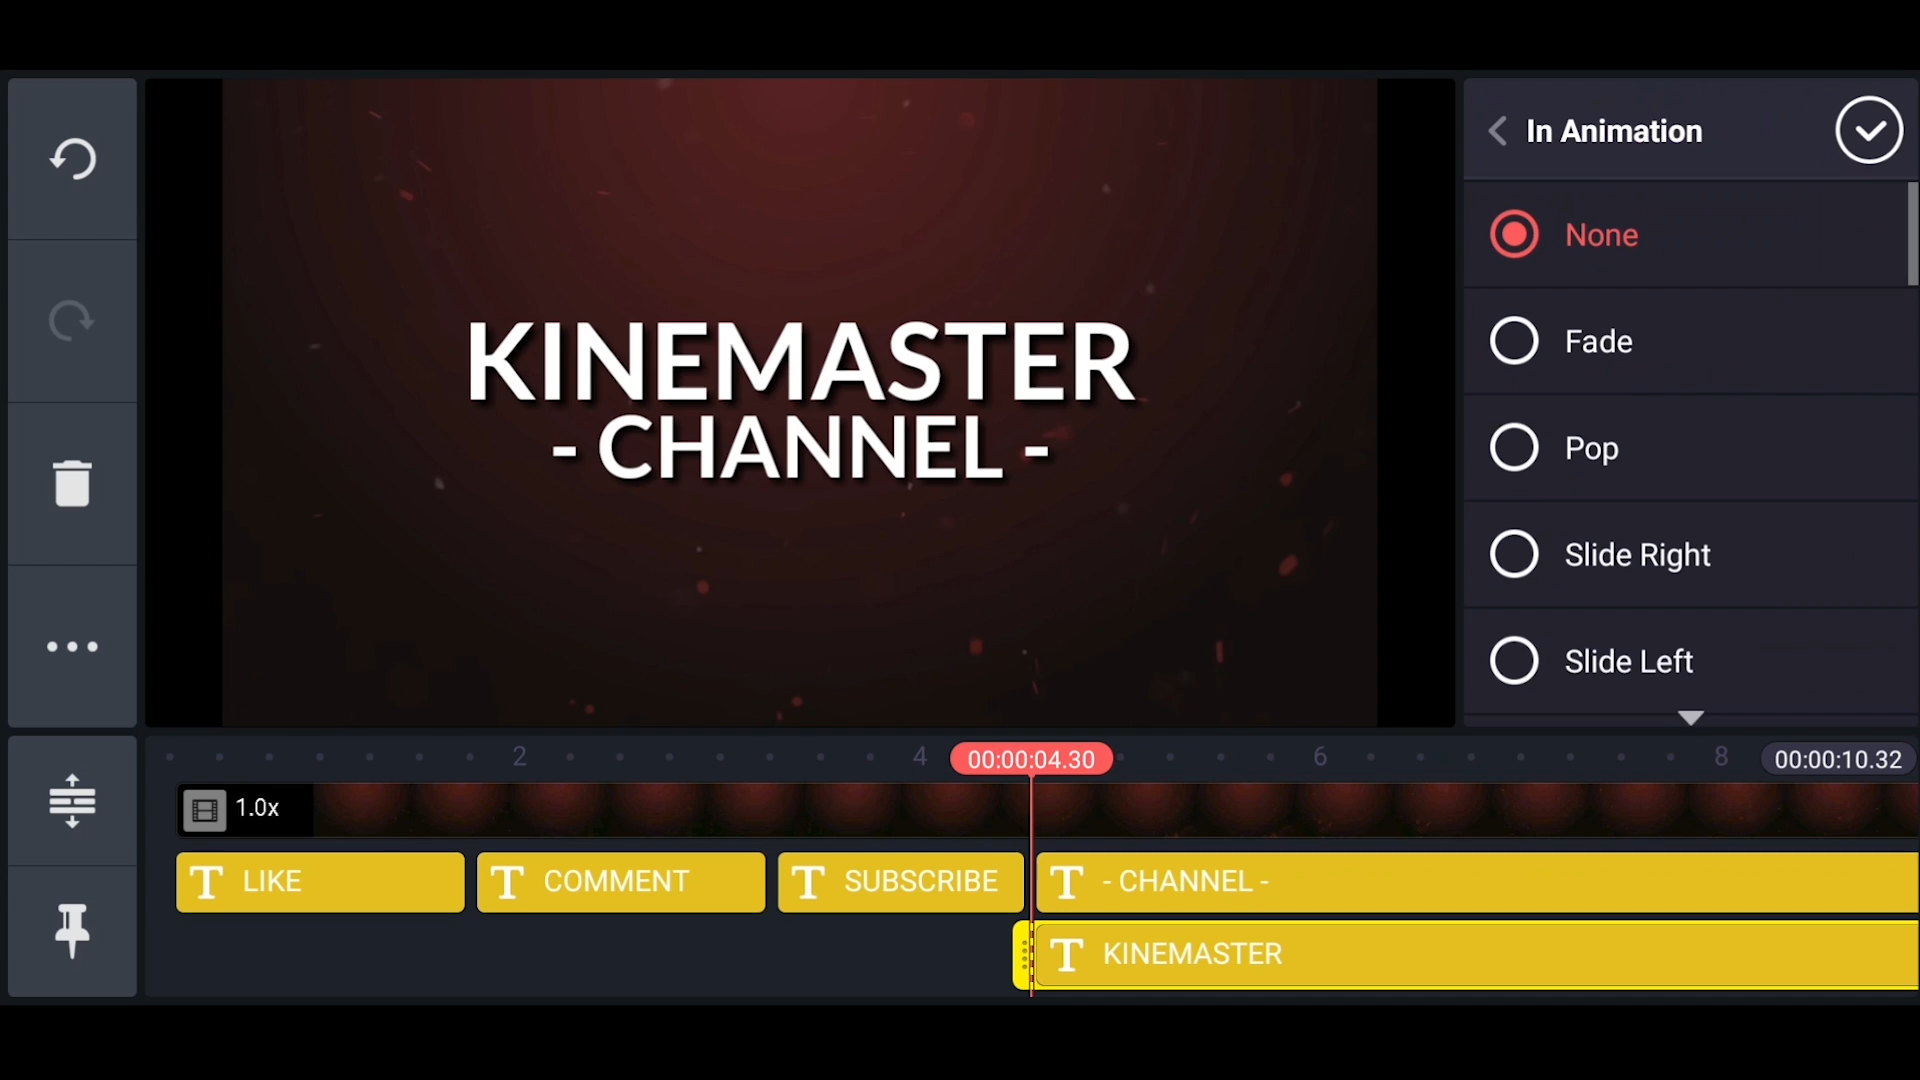 In Animation
None
Fade
Pop
Slide Right
Slide Left
KINEMASTER
- CHANNEL -
2 4 00:00:04.30 6 8 00:00:10.32
1.0x
T LIKE T COMMENT T SUBSCRIBE T - CHANNEL -
T KINEMASTER